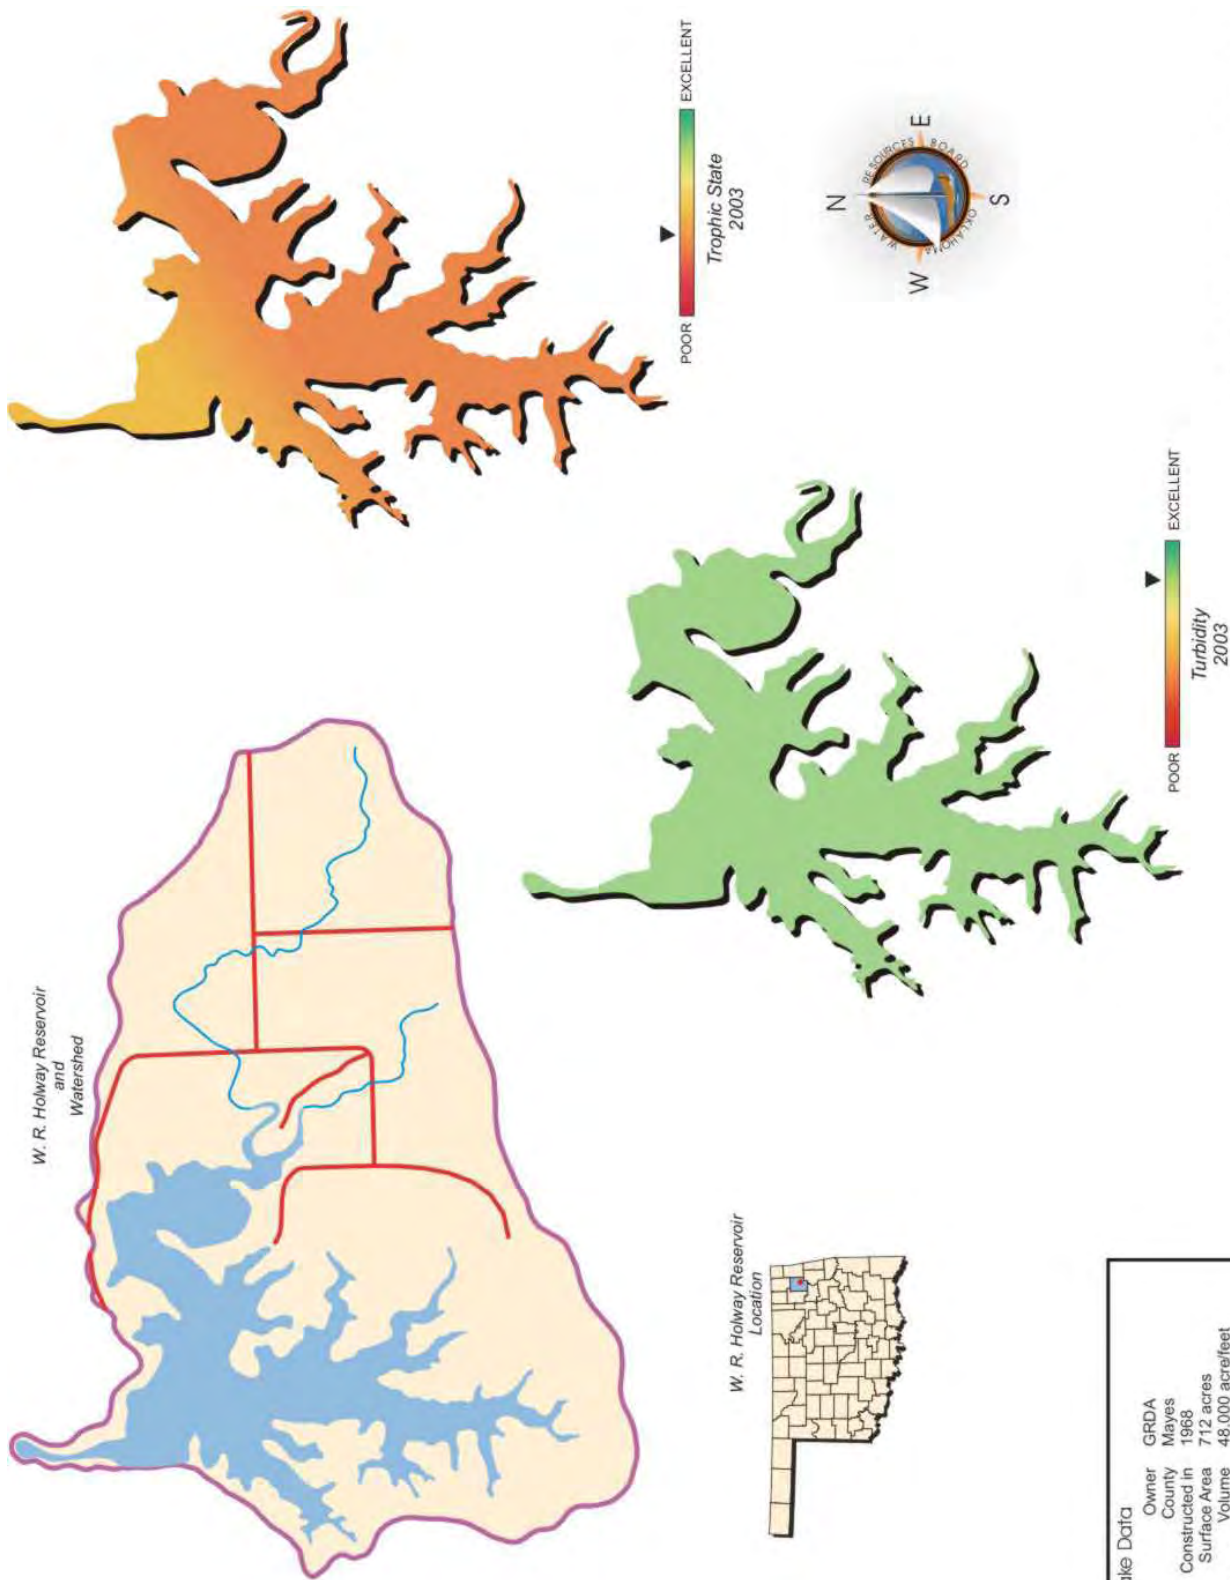 W. R. Holway Reservoir
and
Watershed
POOR
EXCELLENT
Trophic State
2003
N
W
E
S
WATER RESOURCES BOARD
OKLAHOMA
POOR
EXCELLENT
Turbidity
2003
W. R. Holway Reservoir
Location
ake Data
Owner GRDA
County Mayes
Constructed in 1968
Surface Area 712 acres
Volume 48,000 acre/feet